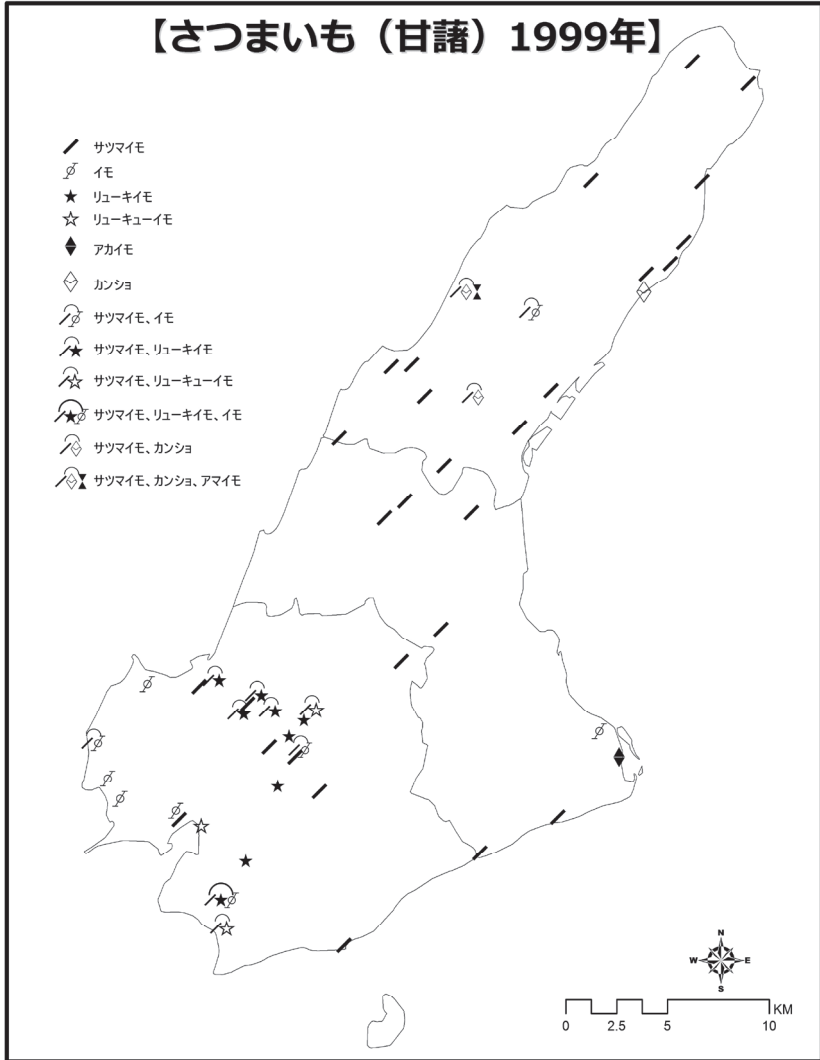 【さつまいも（甘藷）1999年】
サツマイモ
イモ
リューキイモ
リューキューイモ
アカイモ
カンショ
サツマイモ、イモ
サツマイモ、リューキイモ
サツマイモ、リューキューイモ
サツマイモ、リューキイモ、イモ
サツマイモ、カンショ
サツマイモ、カンショ、アマイモ
N
W E
S
KM
0 2.5 5 10